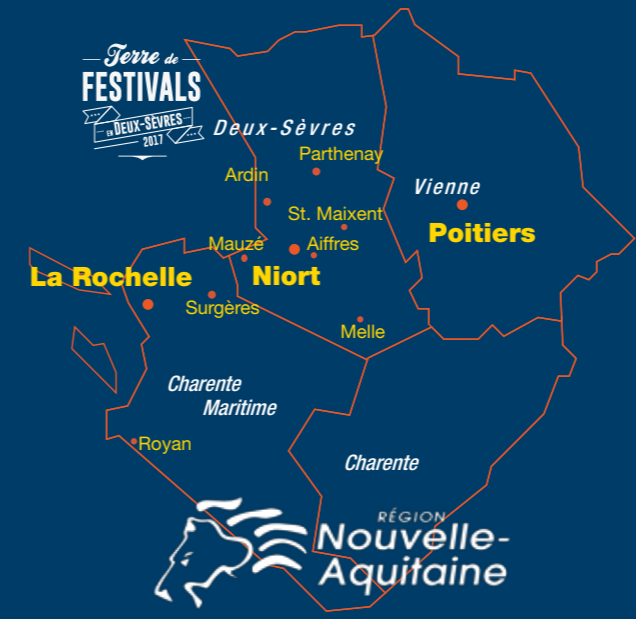 Terre de
FESTIVALS
EN DEUX-SÈVRES
2017
Deux-Sèvres
Parthenay
Ardin
Vienne
St. Maixent
Poitiers
Mauzé
Aiffres
La Rochelle
Niort
Surgères
Melle
Charente
Maritime
Royan
Charente
RÉGION
Nouvelle-
Aquitaine